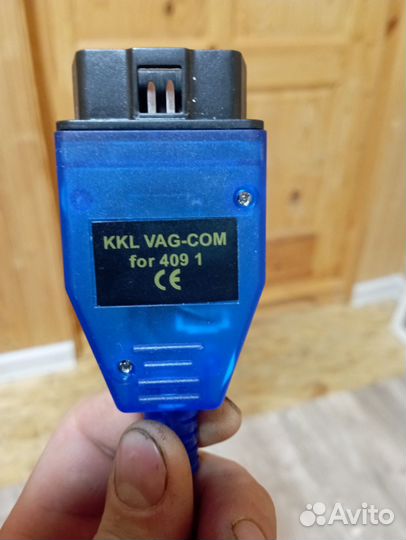 KKL VAG-COM
for 409 1
CE
Avito